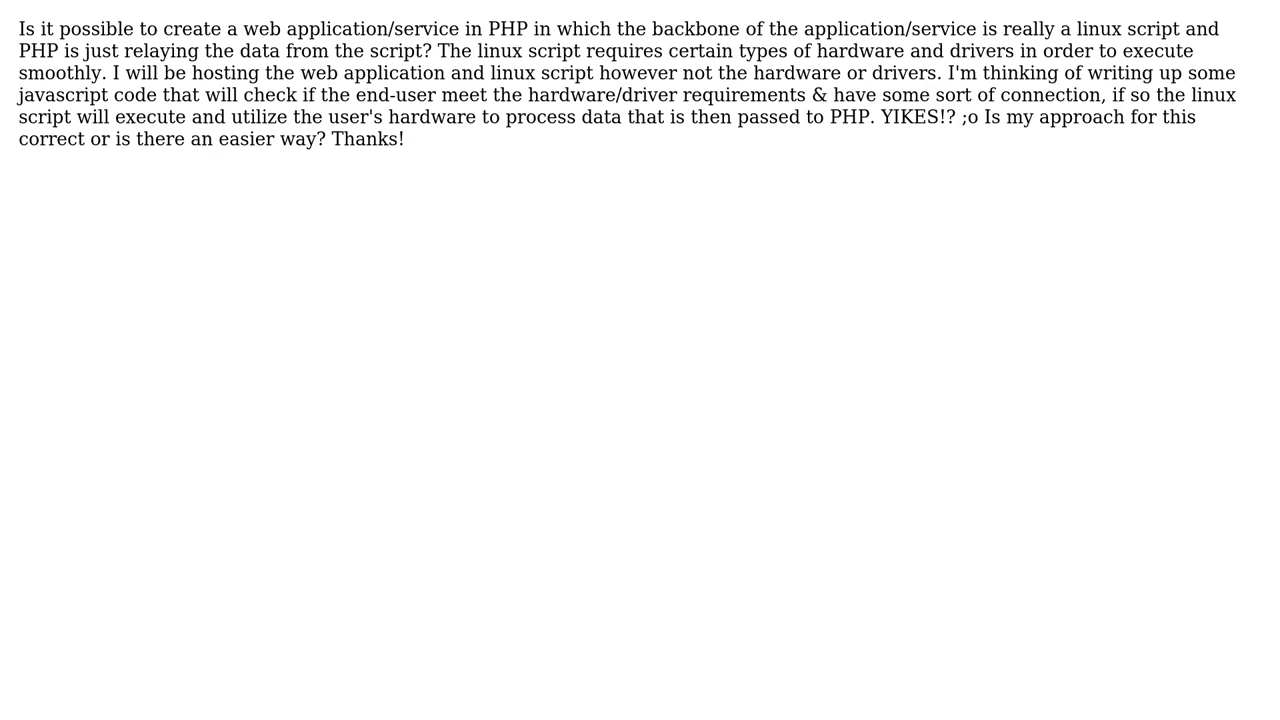 Is it possible to create a web application/service in PHP in which the backbone of the application/service is really a linux script and
PHP is just relaying the data from the script? The linux script requires certain types of hardware and drivers in order to execute
smoothly. I will be hosting the web application and linux script however not the hardware or drivers. I'm thinking of writing up some
javascript code that will check if the end-user meet the hardware/driver requirements & have some sort of connection, if so the linux
script will execute and utilize the user's hardware to process data that is then passed to PHP. YIKES!? ;o Is my approach for this
correct or is there an easier way? Thanks!